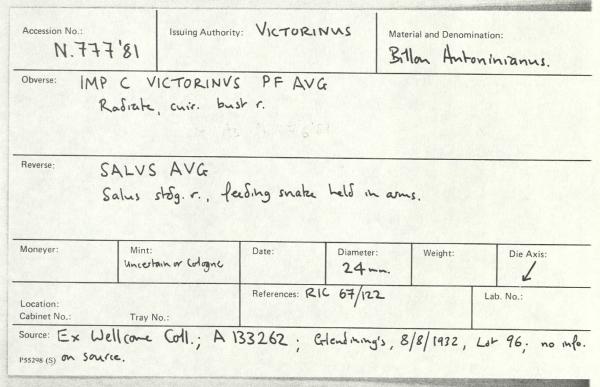 Accession No.: N.777'81
Issuing Authority: VICTORINUS
Material and Denomination: Billon Antoninianus.
Obverse: IMP C VICTORINVS PF AVG
Radiate, cuir. bust r.
Reverse: SALVS AVG
Salus stdg. r., feeding snake held in arms.
Moneyer:
Mint: Uncertain or Cologne
Date:
Diameter: 24mm.
Weight:
Die Axis: ↙
Location:
Cabinet No.: Tray No.:
References: RIC 67/122
Lab. No.:
Source: Ex Wellcome Coll.; A 133262; Glendining's, 8/8/1932, Lot 96; no info.
P55298 (S) on source.